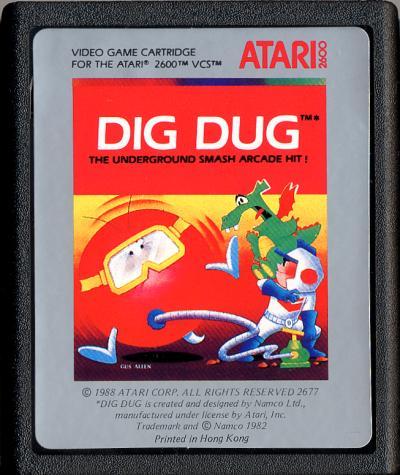 VIDEO GAME CARTRIDGE
FOR THE ATARI® 2600™ VCS™
ATARI 2600
DIG DUG™*
THE UNDERGROUND SMASH ARCADE HIT!
GUS ALLEN
© 1988 ATARI CORP. ALL RIGHTS RESERVED 2677
*DIG DUG is created and designed by Namco Ltd.,
manufactured under license by Atari, Inc.
Trademark and © Namco 1982
Printed in Hong Kong